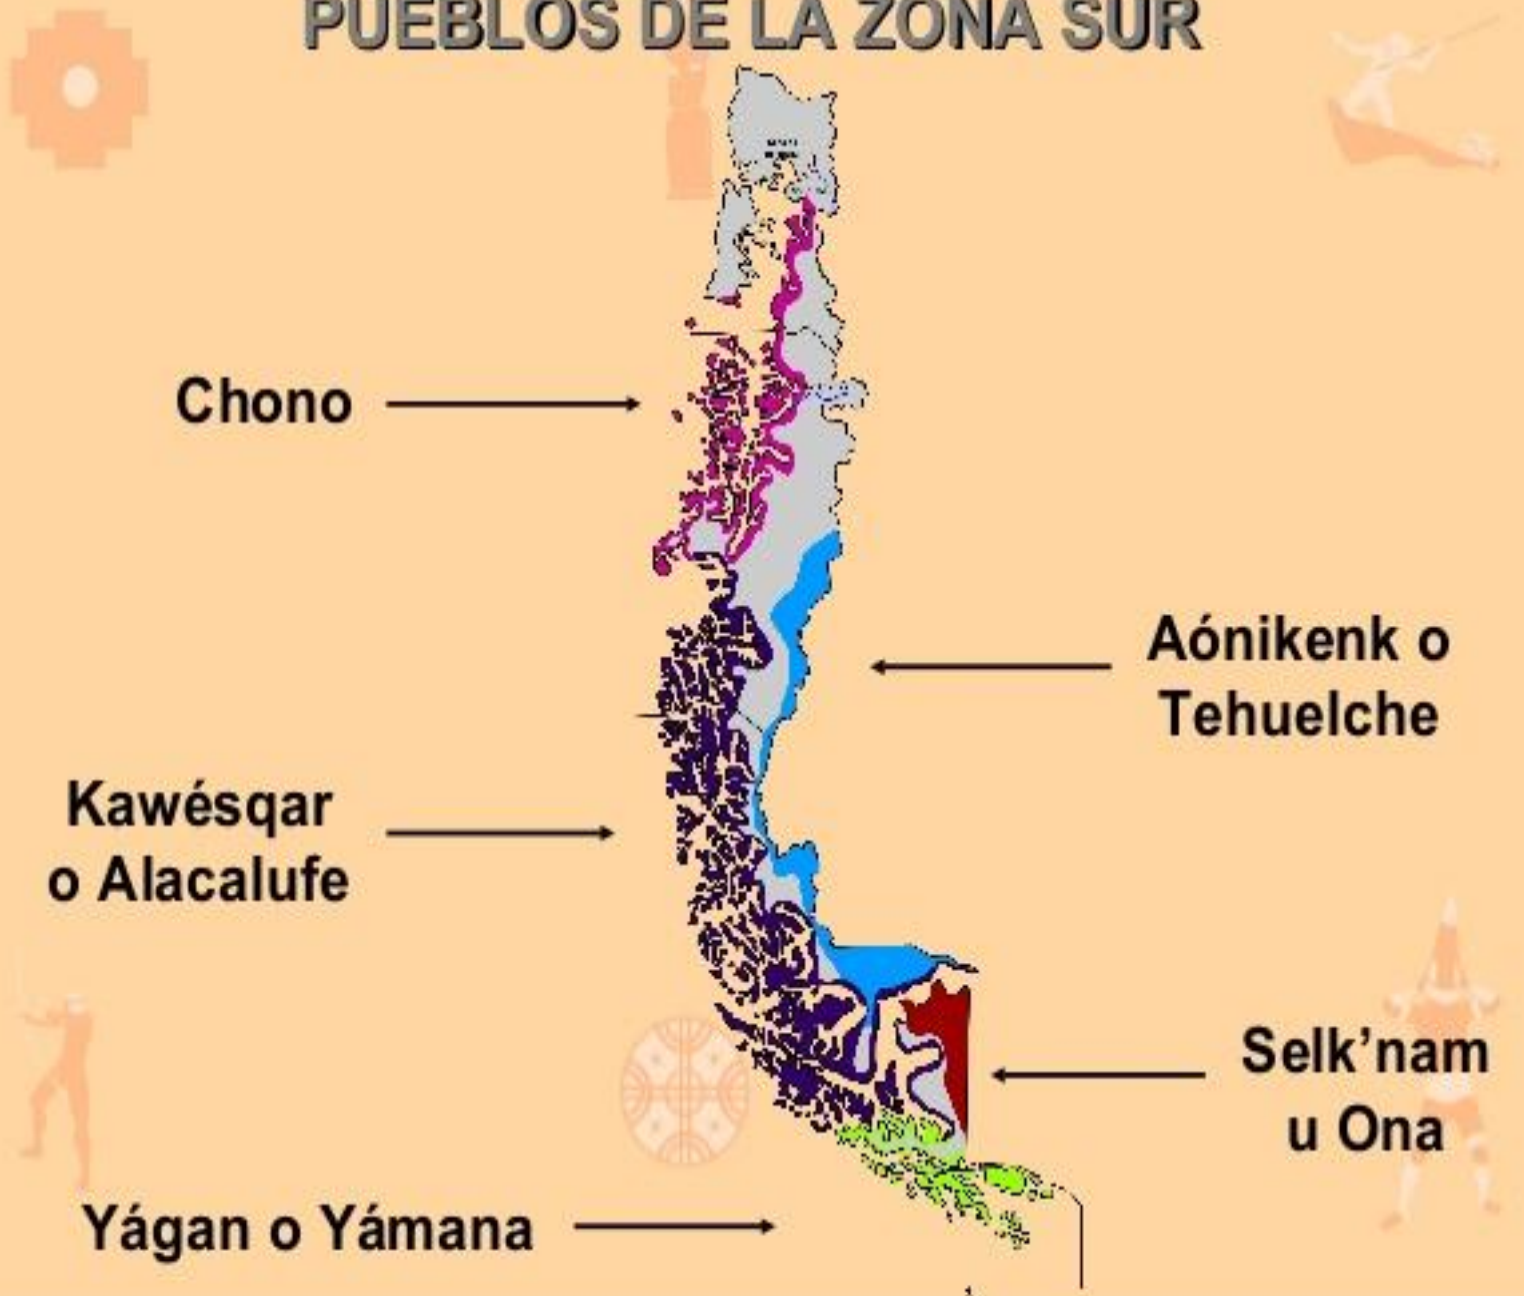 PUEBLOS DE LA ZONA SUR
Chono
Aónikenk o
Tehuelche
Kawésqar
o Alacalufe
Selk’nam
u Ona
Yágan o Yámana